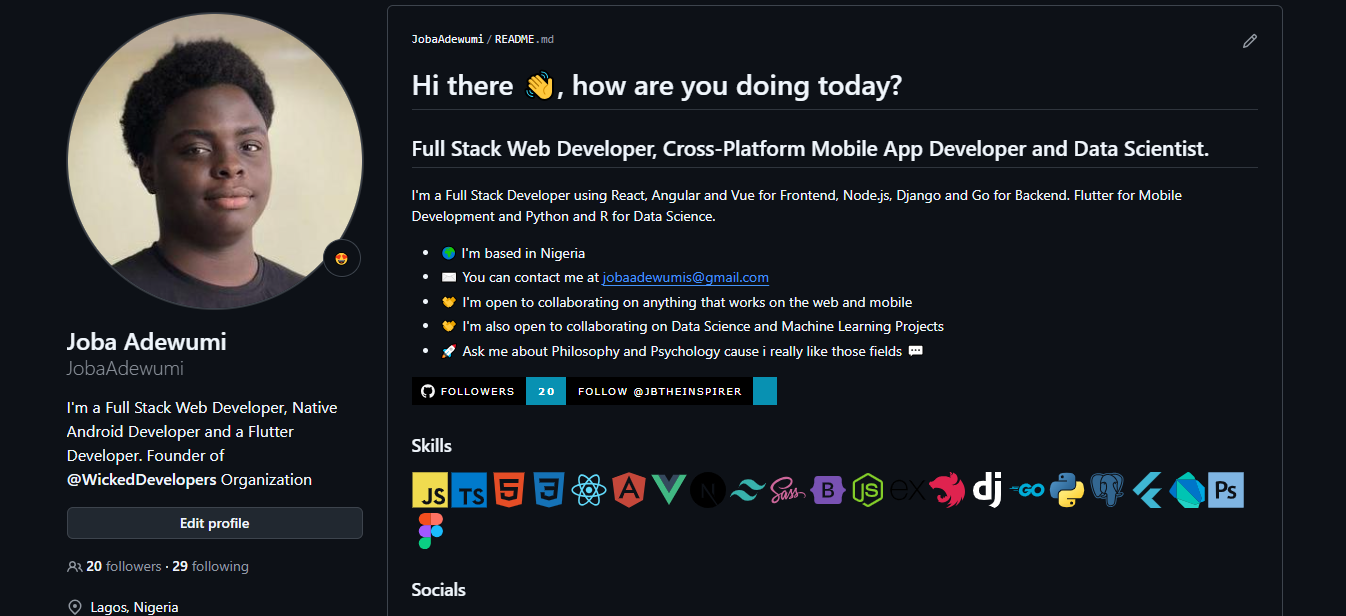 Joba Adewumi
JobaAdewumi
I'm a Full Stack Web Developer, Native
Android Developer and a Flutter
Developer. Founder of
@WickedDevelopers Organization
Edit profile
20 followers · 29 following
Lagos, Nigeria
JobaAdewumi / README.md
Hi there 👋, how are you doing today?
Full Stack Web Developer, Cross-Platform Mobile App Developer and Data Scientist.
I'm a Full Stack Developer using React, Angular and Vue for Frontend, Node.js, Django and Go for Backend. Flutter for Mobile
Development and Python and R for Data Science.
• 🌍 I'm based in Nigeria
• ✉️ You can contact me at jobaadewumis@gmail.com
• 🤝 I'm open to collaborating on anything that works on the web and mobile
• 🤝 I'm also open to collaborating on Data Science and Machine Learning Projects
• 🚀 Ask me about Philosophy and Psychology cause i really like those fields 💬
FOLLOWERS 20 FOLLOW @JBTHEINSPIRER
Skills
JS TS 5 3 A N Sass B JS ex dj GO Ps
Socials